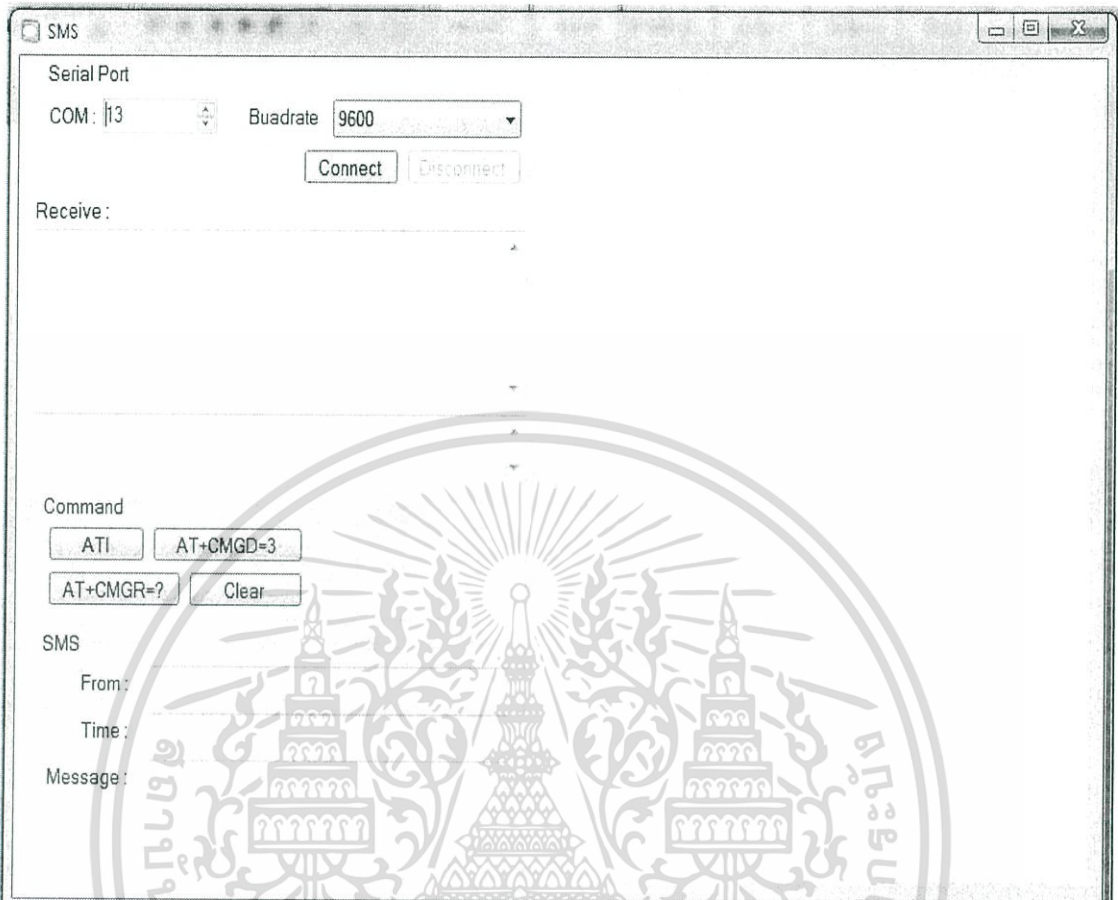 SMS
Serial Port
COM : 13
Buadrate 9600
Connect Disconnect
Receive :
Command
ATI AT+CMGD=3
AT+CMGR=? Clear
SMS
From :
Time :
Message :